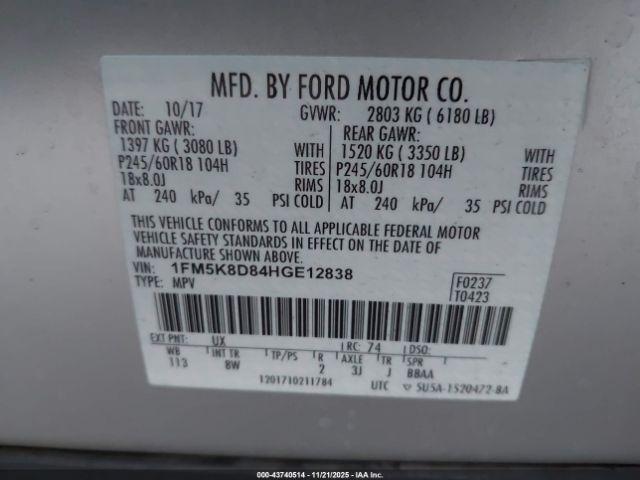 MFD. BY FORD MOTOR CO.
DATE: 10/17 GVWR: 2803 KG ( 6180 LB)
FRONT GAWR: REAR GAWR:
1397 KG ( 3080 LB) WITH 1520 KG ( 3350 LB) WITH
P245/60R18 104H TIRES P245/60R18 104H TIRES
18x8.0J RIMS 18x8.0J RIMS
AT 240 kPa/ 35 PSI COLD AT 240 kPa/ 35 PSI COLD
THIS VEHICLE CONFORMS TO ALL APPLICABLE FEDERAL MOTOR
VEHICLE SAFETY STANDARDS IN EFFECT ON THE DATE OF
MANUFACTURE SHOWN ABOVE.
VIN: 1FM5K8D84HGE12838 F0237
TYPE: MPV T0423
EXT PNT: UX RC: 74 DSO:
WB INT TR TP/PS R AXLE TR SPR
113 8W 2 3J J BBAA
1201710211784 UTC 5U5A-1520472-BA
000-43740514 - 11/21/2025 - IAA, Inc.